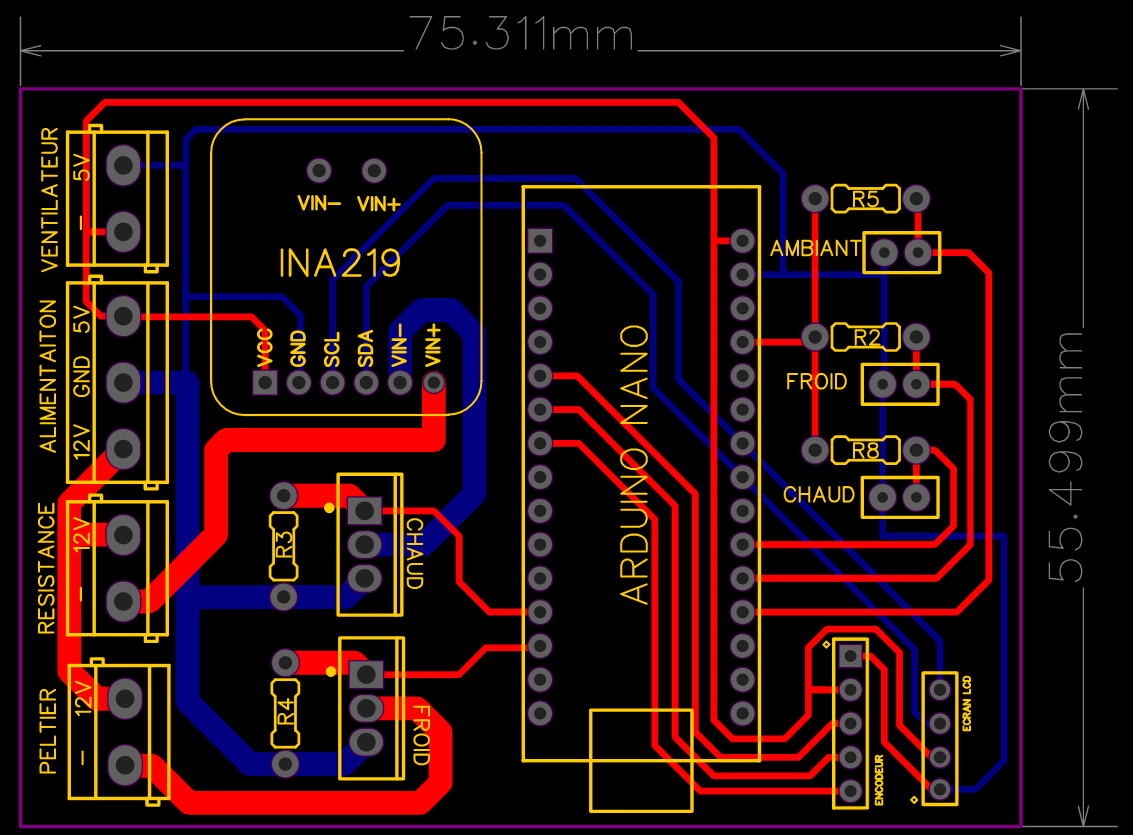 75.311mm
55.499mm
VENTILATEUR
5V
-
ALIMENTAITON
5V
GND
12V
RESISTANCE
12V
-
PELTIER
12V
-
VIN- VIN+
INA219
VCC GND SCL SDA VIN- VIN+
R3
CHAUD
R4
FROID
ARDUINO NANO
R5
AMBIANT
R2
FROID
R8
CHAUD
ENCODEUR
ECRAN LCD